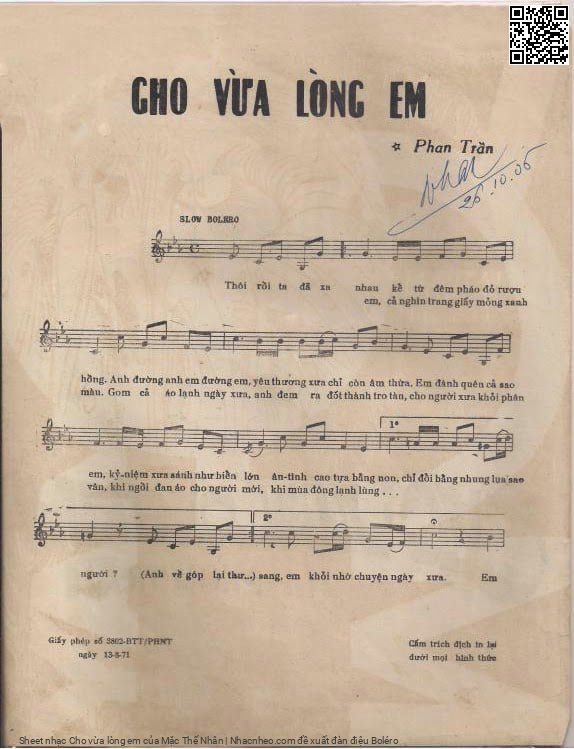 CHO VỪA LÒNG EM
☆ Phan Trần
nhạc
26.10.06
SLOW BOLERO
Thôi rồi ta đã xa nhau kể từ đêm pháo đỏ rượu
em, cả nghìn trang giấy mỏng xanh
hồng. Anh đường anh em đường em, yêu thương xưa chỉ còn âm thừa. Em đành quên cả sao
màu. Gom cả áo lạnh ngày xưa, anh đem ra đốt thành tro tàn, cho người xưa khỏi phân
1º
em, kỷ-niệm xưa sánh như biển lớn ân-tình cao tựa bằng non, chỉ đổi bằng nhung lụa sao
vân, khi ngồi đan áo cho người mới, khi mùa đông lạnh lùng . . .
2º
người ? (Anh về góp lại thư...) sang, em khỏi nhớ chuyện ngày xưa. Em
Giấy phép số 3802-BTT/PHNT
ngày 13-8-71
Cấm trích dịch in lại
dưới mọi hình thức
Sheet nhạc Cho vừa lòng em của Mặc Thế Nhân | Nhacnheo.com đề xuất đàn điệu Boléro